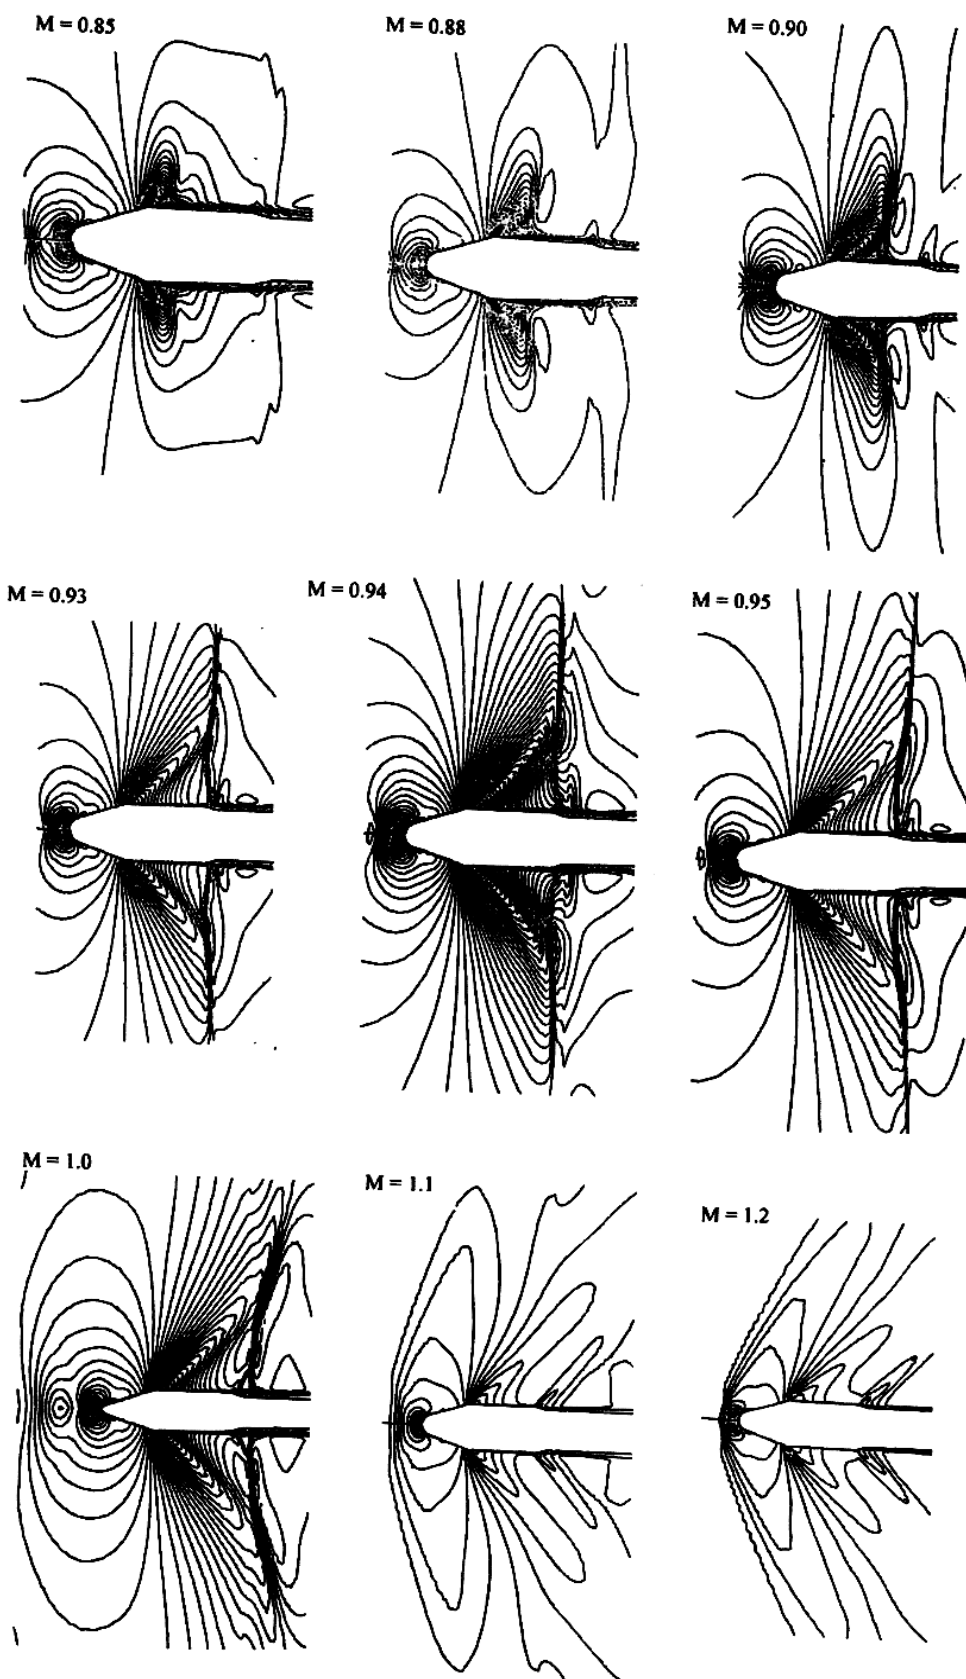 M = 0.85
M = 0.88
M = 0.90
M = 0.93
M = 0.94
M = 0.95
M = 1.0
M = 1.1
M = 1.2